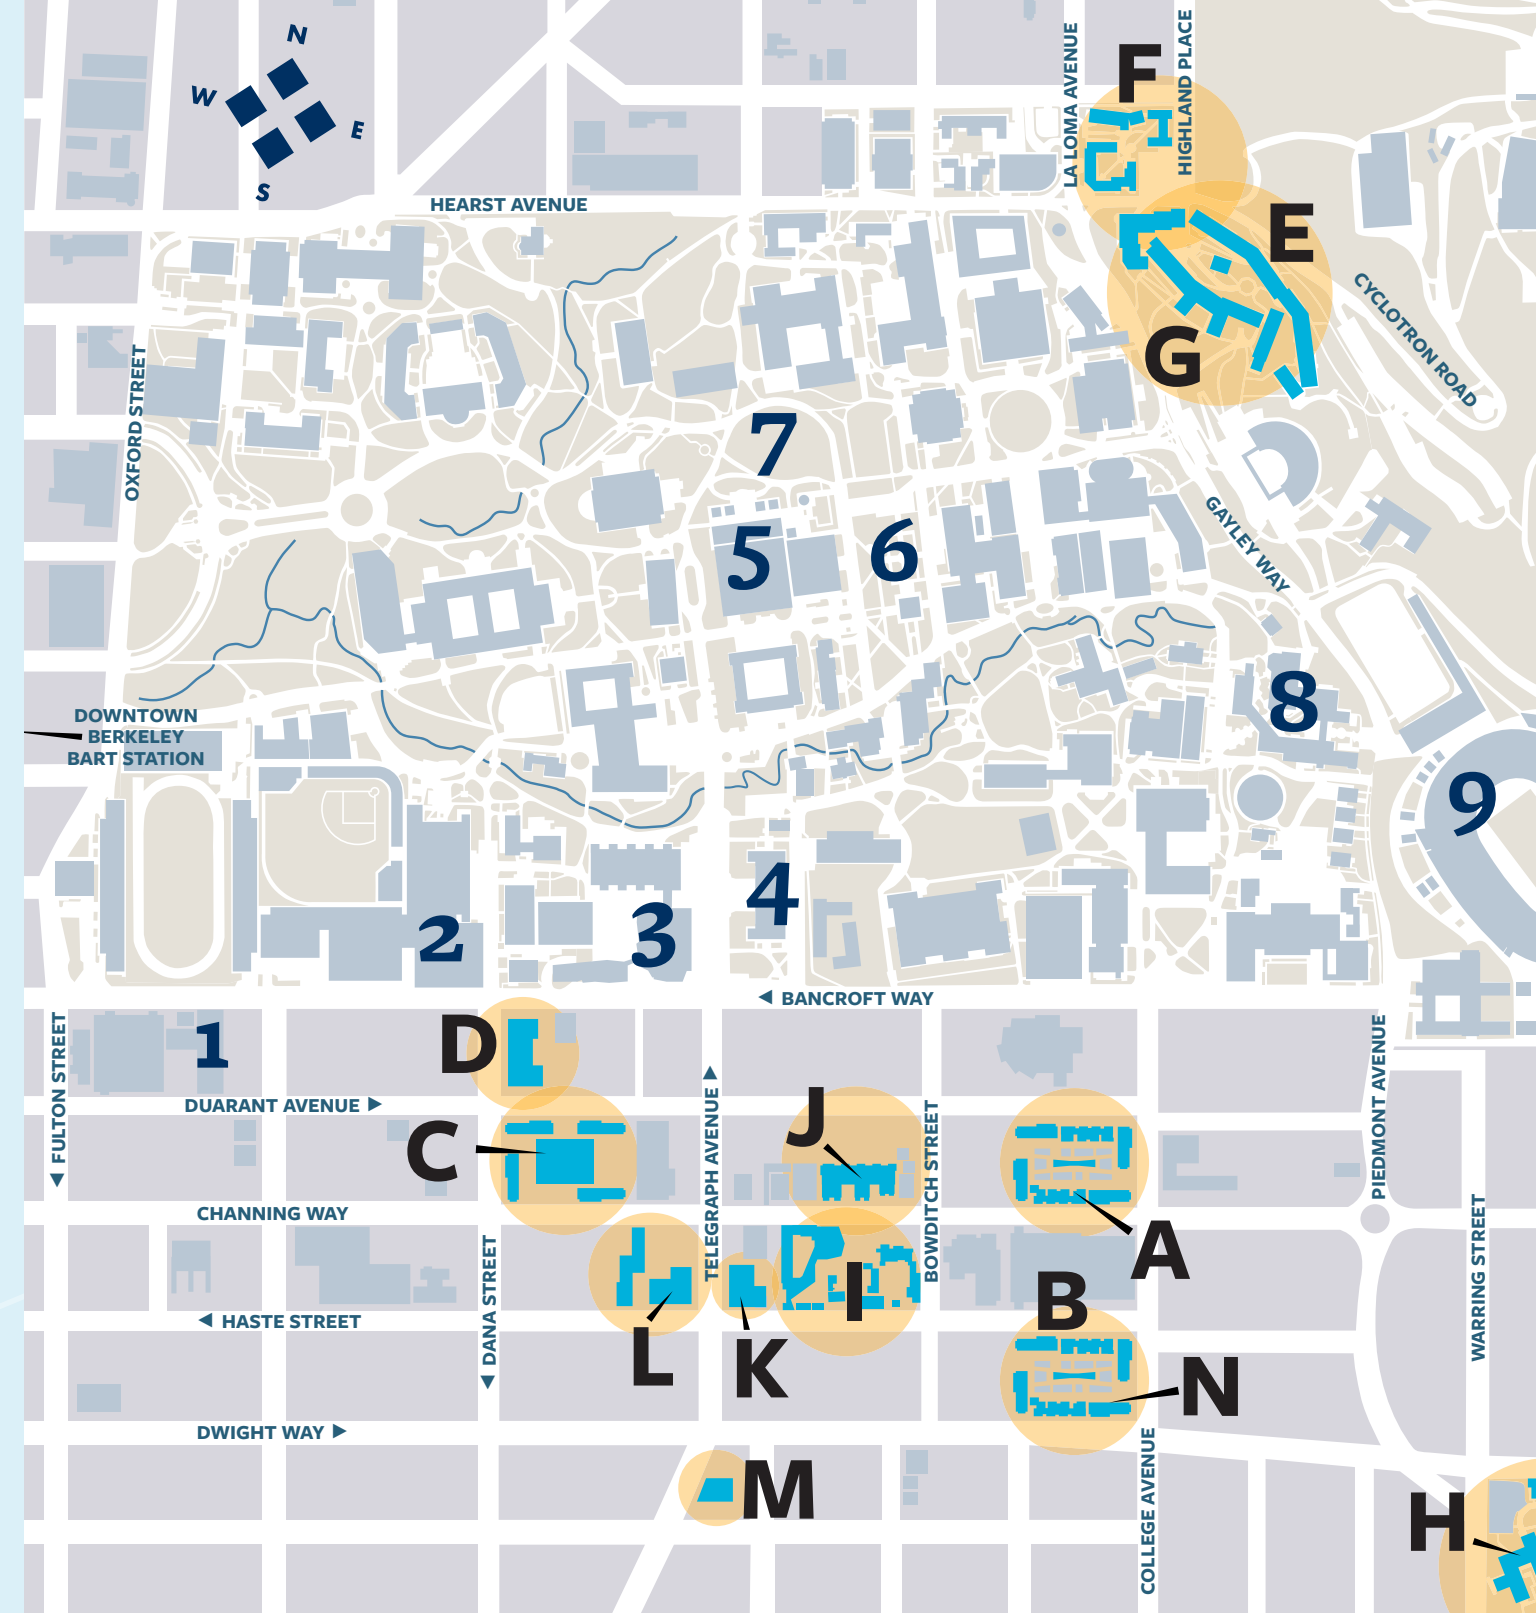 N
W
E
S
LA LOMA AVENUE
F
HIGHLAND PLACE
HEARST AVENUE
E
G
CYCLOTRON ROAD
OXFORD STREET
7
5
6
GAYLEY WAY
8
DOWNTOWN
BERKELEY
BART STATION
9
4
2
3
BANCROFT WAY
1
D
FULTON STREET
DUARANT AVENUE
TELEGRAPH AVENUE
J
BOWDITCH STREET
PIEDMONT AVENUE
C
CHANNING WAY
A
WARRING STREET
DANA STREET
I
B
HASTE STREET
L
K
N
DWIGHT WAY
M
COLLEGE AVENUE
H